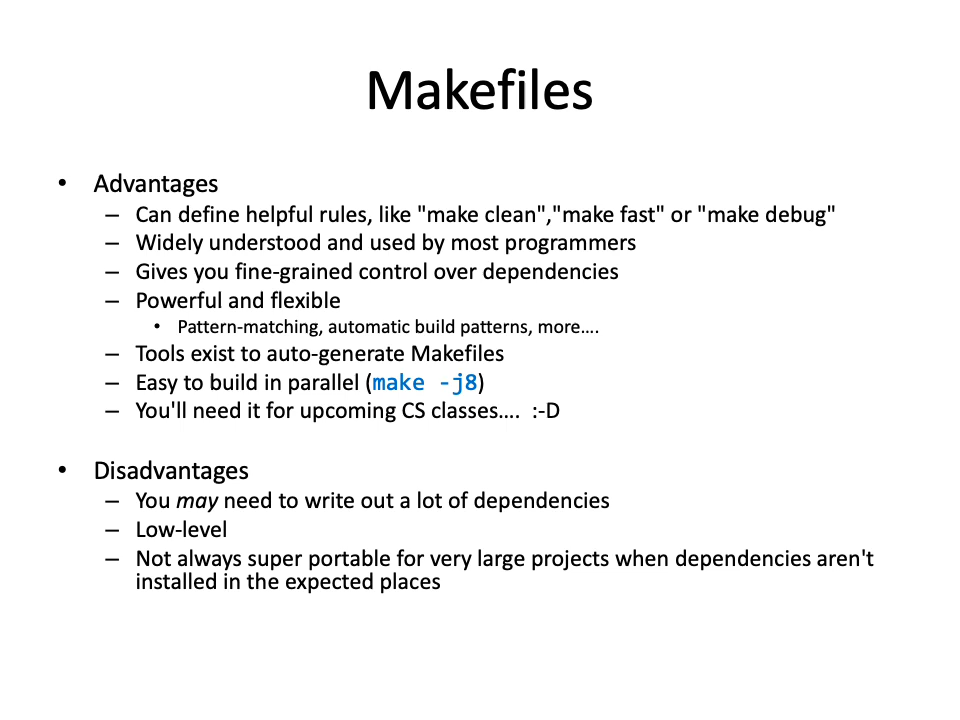 Makefiles
• Advantages
– Can define helpful rules, like "make clean","make fast" or "make debug"
– Widely understood and used by most programmers
– Gives you fine-grained control over dependencies
– Powerful and flexible
• Pattern-matching, automatic build patterns, more….
– Tools exist to auto-generate Makefiles
– Easy to build in parallel (make -j8)
– You'll need it for upcoming CS classes…. :-D
• Disadvantages
– You may need to write out a lot of dependencies
– Low-level
– Not always super portable for very large projects when dependencies aren't
installed in the expected places